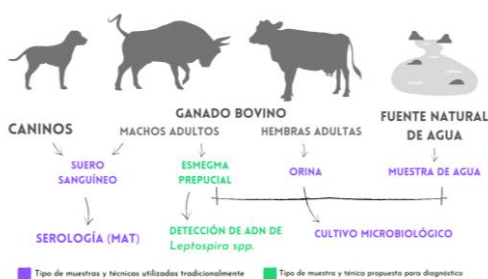 GANADO BOVINO
CANINOS
MACHOS ADULTOS
HEMBRAS ADULTAS
FUENTE NATURAL
DE AGUA
SUERO
SANGUÍNEO
ESMEGMA
PREPUCIAL
ORINA
MUESTRA DE AGUA
SEROLOGÍA (MAT)
DETECCIÓN DE ADN DE
Leptospira spp.
CULTIVO MICROBIOLÓGICO
Tipo de muestras y técnicas utilizadas tradicionalmente
Tipo de muestra y ténica propuesta para diagnóstico